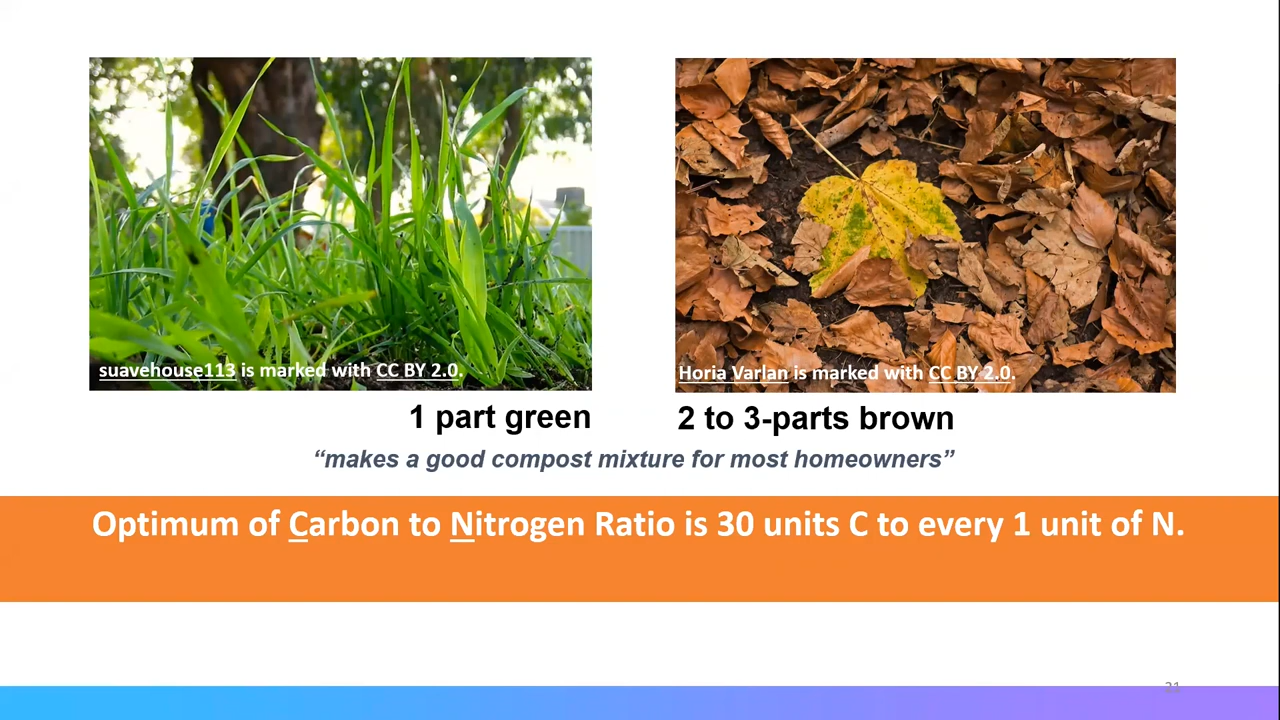 suavehouse113 is marked with CC BY 2.0.
Horia Varlan is marked with CC BY 2.0.
1 part green
2 to 3-parts brown
“makes a good compost mixture for most homeowners”
Optimum of Carbon to Nitrogen Ratio is 30 units C to every 1 unit of N.
21